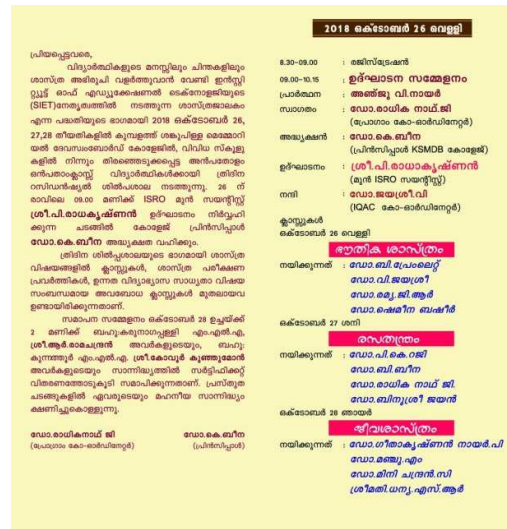 പ്രിയപ്പെട്ടവരെ,
വിദ്യാർത്ഥികളുടെ മനസ്സിലും ചിന്തകളിലും
ശാസ്ത്ര അഭിരുചി വളർത്തുവാൻ വേണ്ടി ഇൻസ്റ്റി
റ്റ്യൂട്ട് ഓഫ് എഡ്യൂക്കേഷണൽ ടെക്നോളജിയുടെ
(SIET)നേതൃത്വത്തിൽ നടത്തുന്ന ശാസ്ത്രജാലകം
എന്ന പദ്ധതിയുടെ ഭാഗമായി 2018 ഒക്ടോബർ 26,
27,28 തീയതികളിൽ കുമ്പളത്ത് ശങ്കുപ്പിള്ള മെമ്മോറി
യൽ ദേവസ്വംബോർഡ് കോളേജിൽ, വിവിധ സ്കൂളു
കളിൽ നിന്നും തിരഞ്ഞെടുക്കപ്പെട്ട അൻപതോളം
ഒൻപതാംക്ലാസ്സ് വിദ്യാർത്ഥികൾക്കായി ത്രിദിന
റസിഡൻഷ്യൽ ശിൽപശാല നടത്തുന്നു. 26 ന്
രാവിലെ 09.00 മണിക്ക് ISRO മുൻ സയന്റിസ്റ്റ്
ശ്രീ.പി.രാധാകൃഷ്ണൻ ഉദ്ഘാടനം നിർവ്വഹി
ക്കുന്ന ചടങ്ങിൽ കോളേജ് പ്രിൻസിപ്പാൾ
ഡോ.കെ.ബീന അദ്ധ്യക്ഷത വഹിക്കും.
ത്രിദിന ശിൽപ്പശാലയുടെ ഭാഗമായി ശാസ്ത്ര
വിഷയങ്ങളിൽ ക്ലാസ്സുകൾ, ശാസ്ത്ര പരീക്ഷണ
പ്രവർത്തികൾ, ഉന്നത വിദ്യാഭ്യാസ സാധ്യതാ വിഷയ
സംബന്ധമായ അവബോധ ക്ലാസ്സുകൾ മുതലായവ
ഉണ്ടായിരിക്കുന്നതാണ്.
സമാപന സമ്മേളനം ഒക്ടോബർ 28 ഉച്ചയ്ക്ക്
2 മണിക്ക് ബഹു:കരുനാഗപ്പള്ളി എം.എൽ.എ,
ശ്രീ.ആർ.രാമചന്ദ്രൻ അവർകളുടെയും, ബഹു:
കുന്നത്തൂർ എം.എൽ.എ. ശ്രീ.കോവൂർ കുഞ്ഞുമോൻ
അവർകളുടെയും സാന്നിദ്ധ്യത്തിൽ സർട്ടിഫിക്കറ്റ്
വിതരണത്തോടുകൂടി സമാപിക്കുന്നതാണ്. പ്രസ്തുത
ചടങ്ങുകളിൽ ഏവരുടെയും മഹനീയ സാന്നിദ്ധ്യം
ക്ഷണിച്ചുകൊള്ളുന്നു.
ഡോ.രാധികനാഥ് ജി ഡോ.കെ.ബീന
(പ്രോഗ്രാം കോ-ഓർഡിനേറ്റർ) (പ്രിൻസിപ്പാൾ)
2018 ഒക്ടോബർ 26 വെള്ളി
8.30-09.00 : രജിസ്ട്രേഷൻ
09.00-10.15 : ഉദ്ഘാടന സമ്മേളനം
പ്രാർത്ഥന : അഞ്ജു വി.നായർ
സ്വാഗതം : ഡോ.രാധിക നാഥ്.ജി
(പ്രോഗാം കോ-ഓർഡിനേറ്റർ)
അദ്ധ്യക്ഷൻ : ഡോ.കെ.ബീന
(പ്രിൻസിപ്പാൾ KSMDB കോളേജ്)
ഉദ്ഘാടനം : ശ്രീ.പി.രാധാകൃഷ്ണൻ
(മുൻ ISRO സയന്റിസ്റ്റ്)
നന്ദി : ഡോ.ജയശ്രീ.വി
(IQAC കോ-ഓർഡിനേറ്റർ)
ക്ലാസ്സുകൾ
ഒക്ടോബർ 26 വെള്ളി
ഭൗതിക ശാസ്ത്രം
നയിക്കുന്നത് : ഡോ.ബി.പ്രേംലെറ്റ്
ഡോ.വി.ജയശ്രീ
ഡോ.രമ്യ.ജി.ആർ
ഡോ.ഷെമീന ബഷീർ
ഒക്ടോബർ 27 ശനി
രസതന്ത്രം
നയിക്കുന്നത് : ഡോ.പി.കെ.റജി
ഡോ.ബി.ബീന
ഡോ.രാധിക നാഥ് ജി.
ഡോ.ബിനുശ്രീ ജയൻ
ഒക്ടോബർ 28 ഞായർ
ജീവശാസ്ത്രം
നയിക്കുന്നത് : ഡോ.ഗീതാകൃഷ്ണൻ നായർ.പി
ഡോ.മഞ്ചു.എം
ഡോ.മിനി ചന്ദ്രൻ.സി
ശ്രീമതി.ധന്യ.എസ്.ആർ